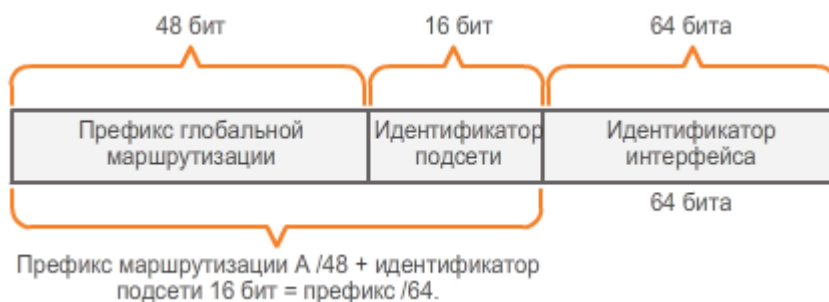 48 бит
16 бит
64 бита
Префикс глобальной
маршрутизации
Идентификатор
подсети
Идентификатор
интерфейса
64 бита
Префикс маршрутизации А /48 + идентификатор
подсети 16 бит = префикс /64.